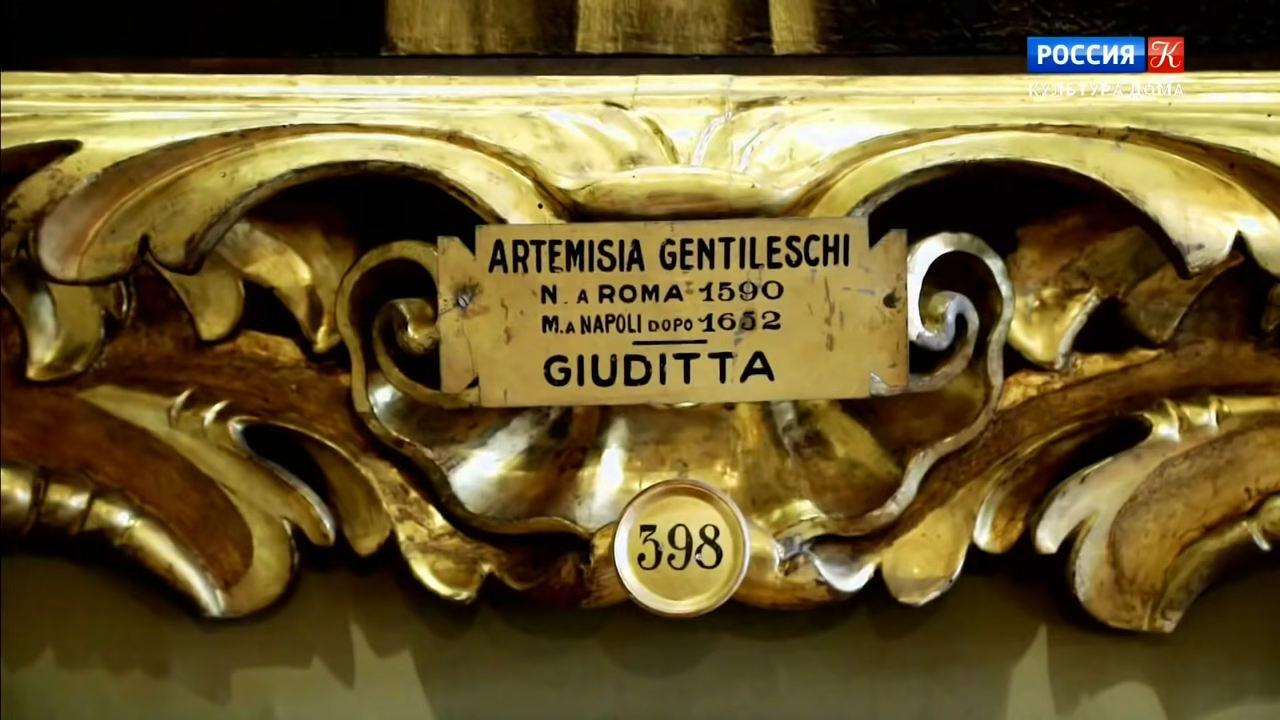 РОССИЯ К
КУЛЬТУРА ДОМА
ARTEMISIA GENTILESCHI
N. A ROMA 1590
M. A NAPOLI DOPO 1652
GIUDITTA
398